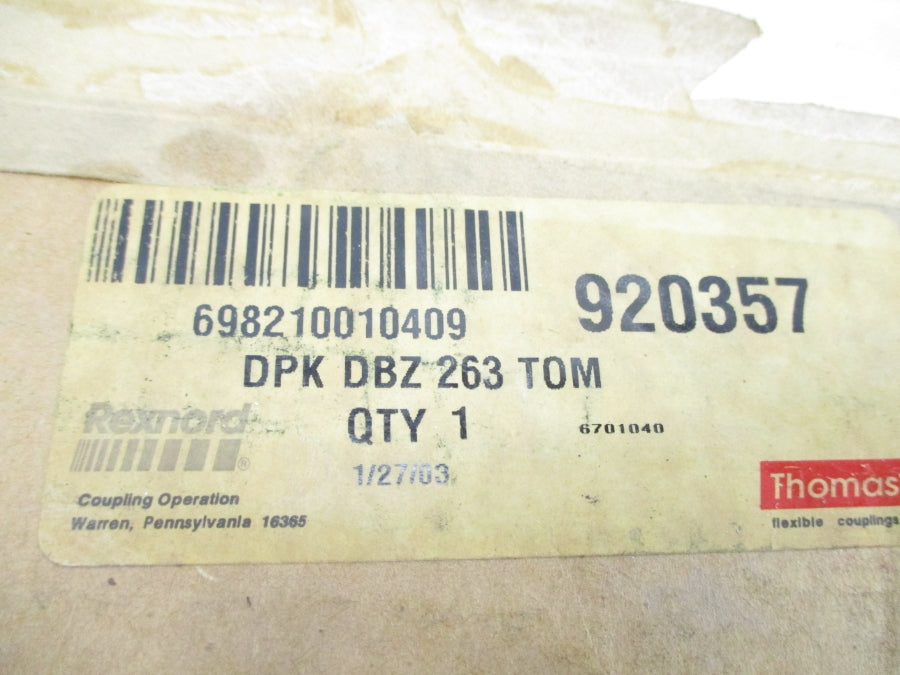 698210010409
920357
DPK DBZ 263 TOM
QTY 1
6701040
Rexnord
®
1/27/03
Coupling Operation
Warren, Pennsylvania 16365
Thomas
flexible couplings